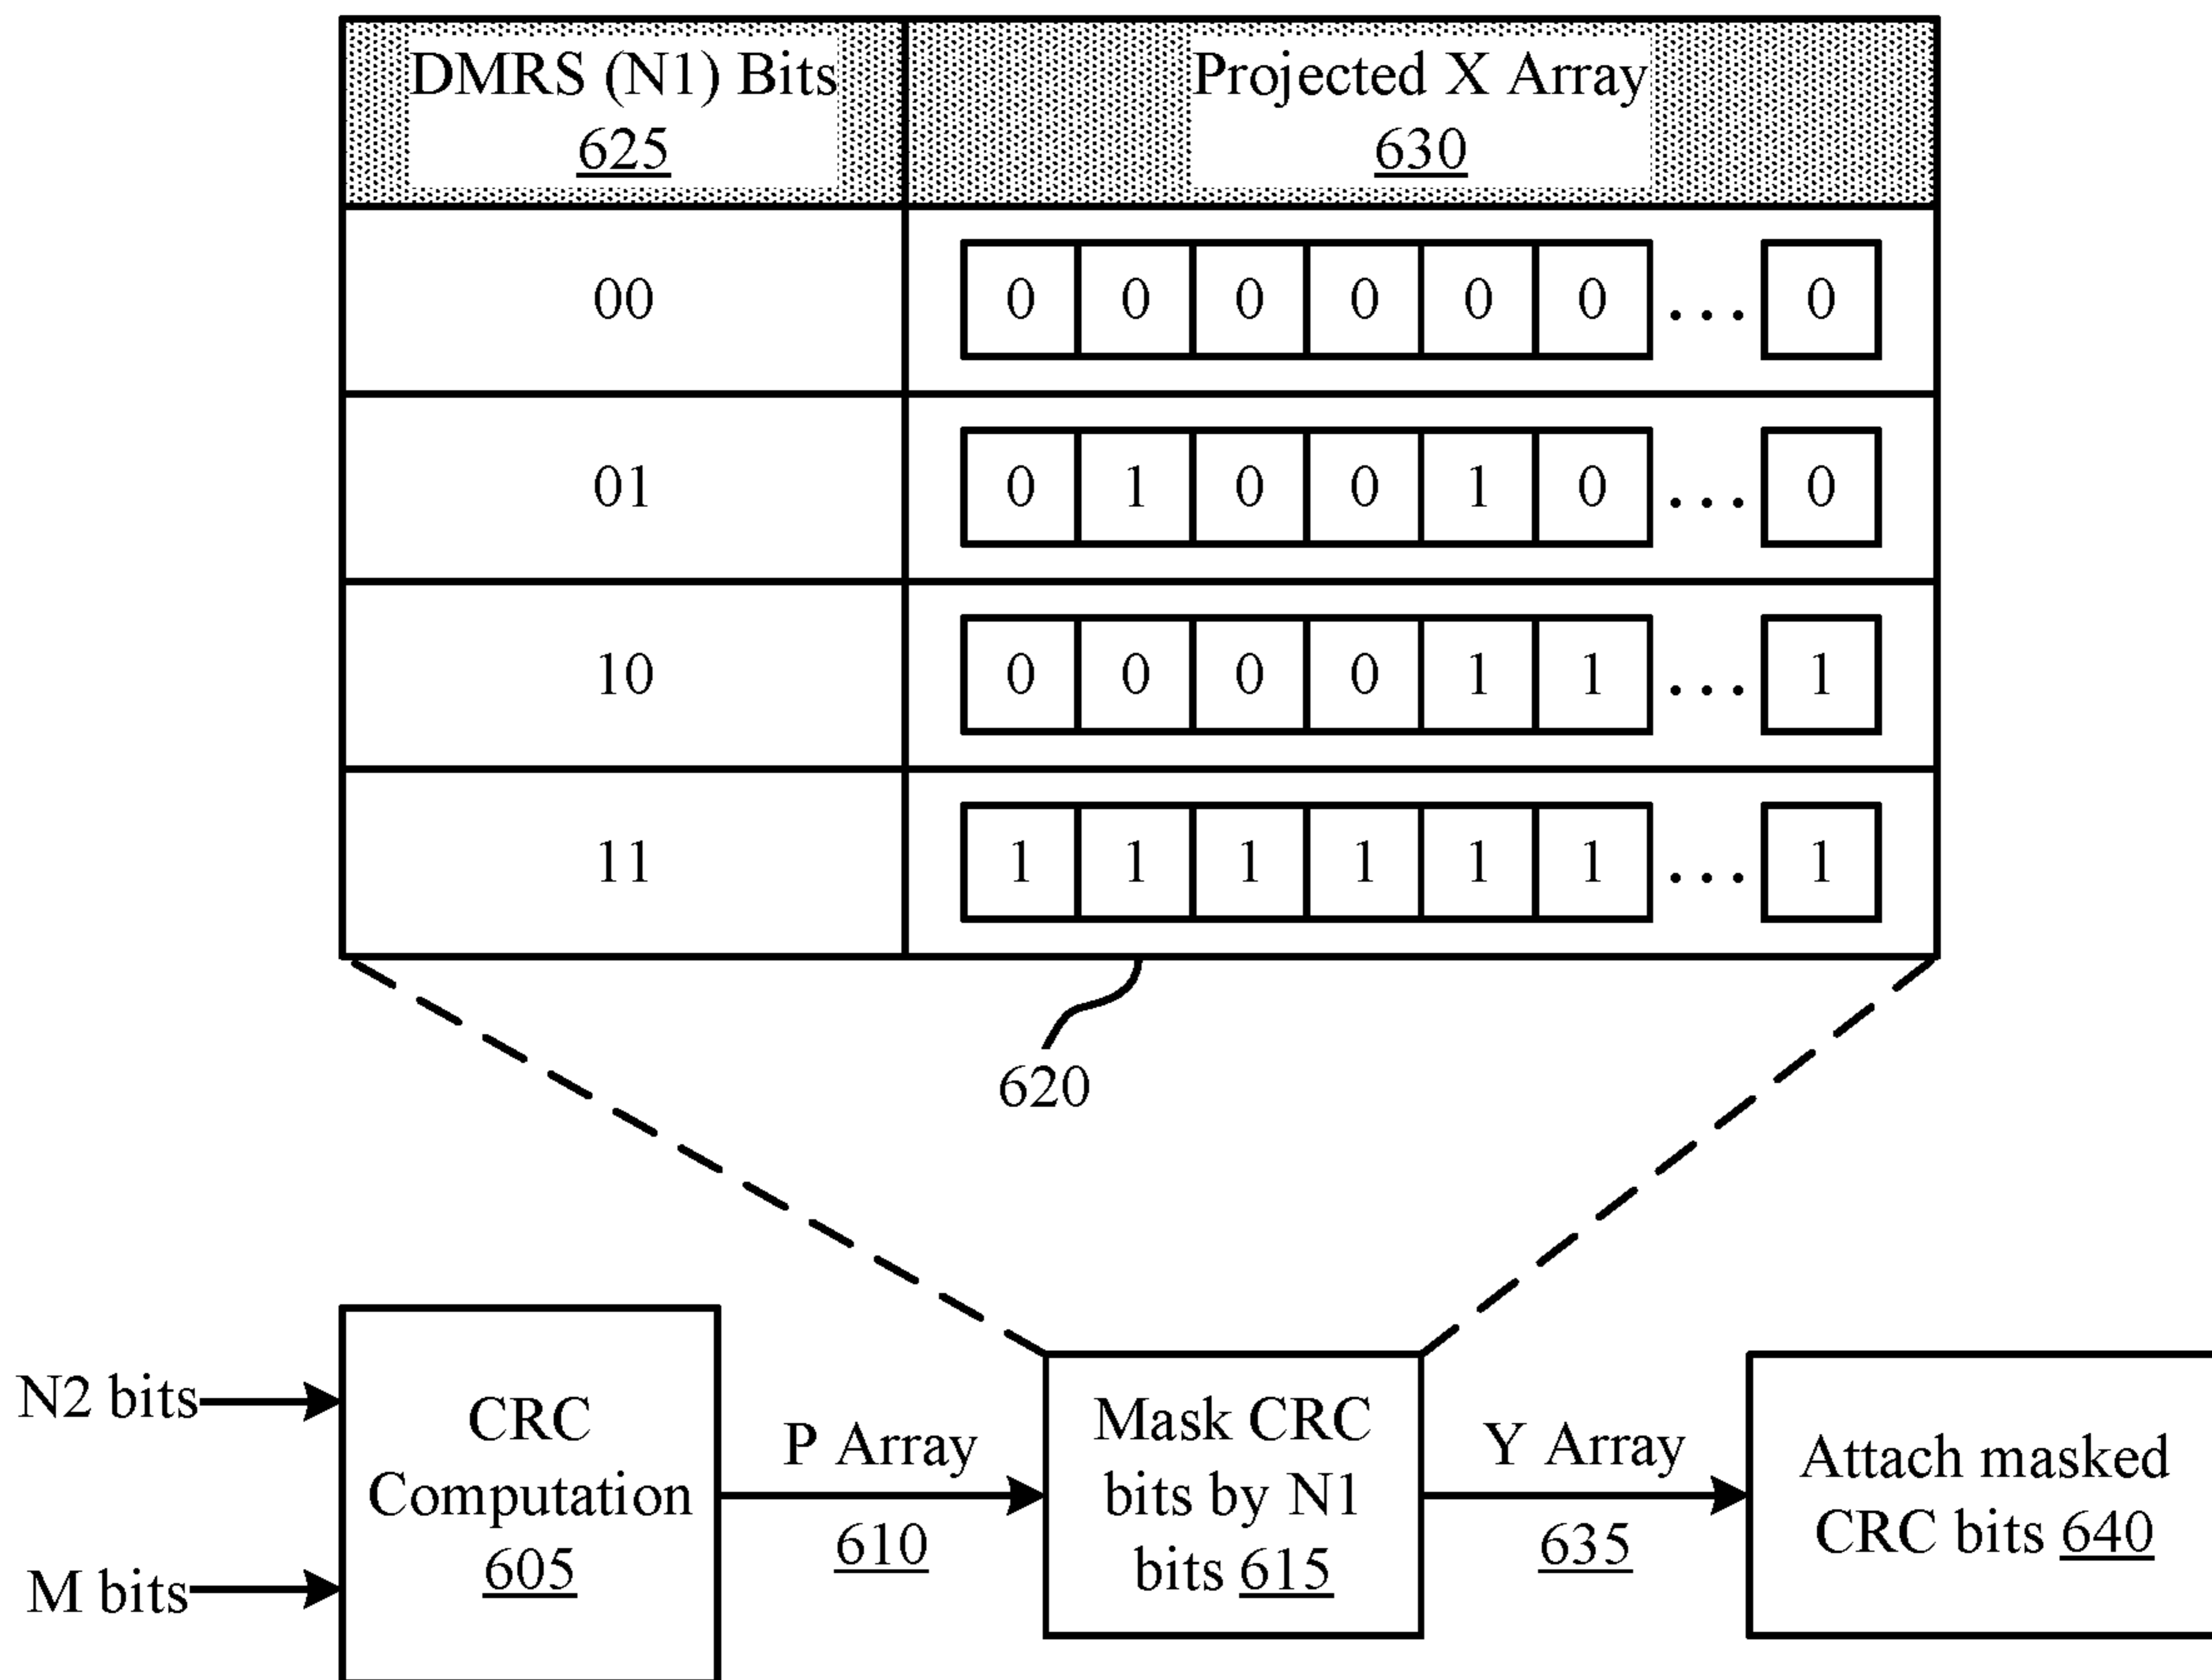 DMRS (N1) Bits
625
Projected X Array
630
00
0 0 0 0 0 0 ... 0
01
0 1 0 0 1 0 ... 0
10
0 0 0 0 1 1 ... 1
11
1 1 1 1 1 1 ... 1
620
N2 bits
M bits
CRC
Computation
605
P Array
610
Mask CRC
bits by N1
bits 615
Y Array
635
Attach masked
CRC bits 640